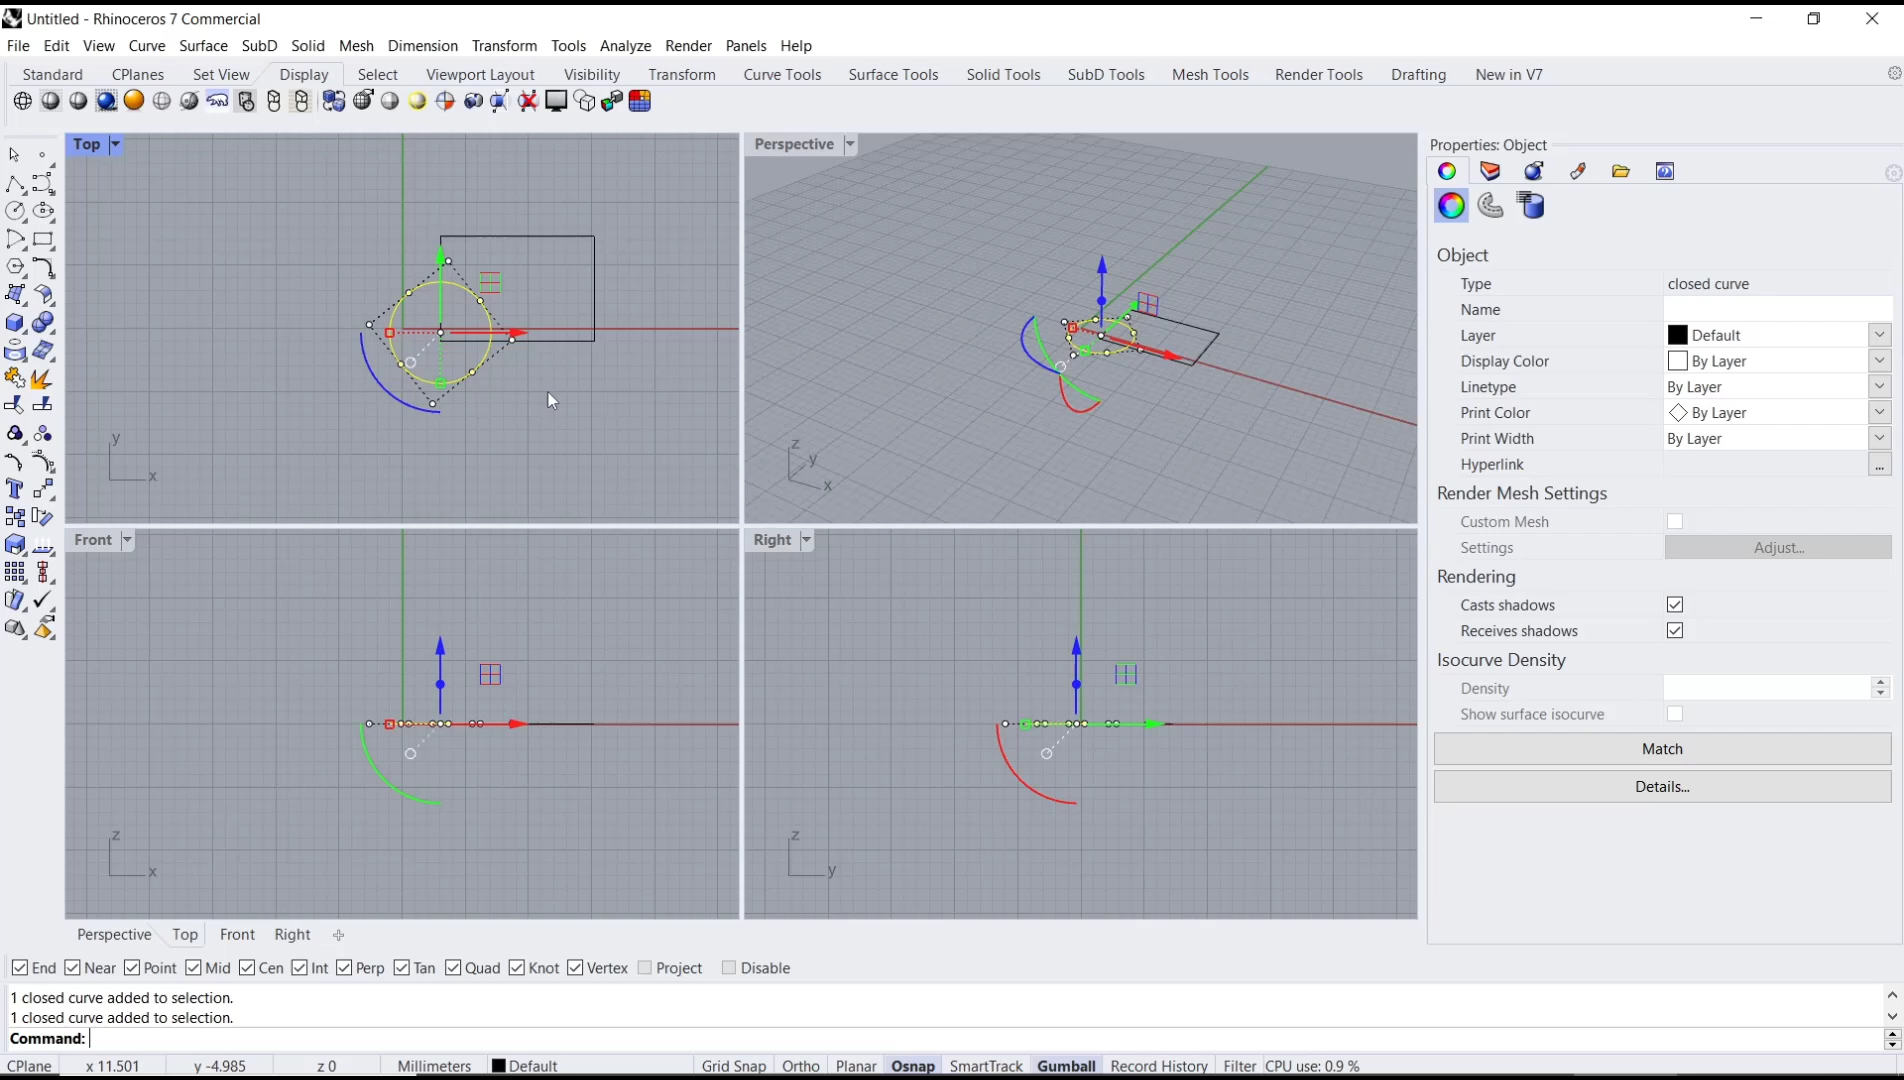 Untitled - Rhinoceros 7 Commercial
File Edit View Curve Surface SubD Solid Mesh Dimension Transform Tools Analyze Render Panels Help
Standard CPlanes Set View Display Select Viewport Layout Visibility Transform Curve Tools Surface Tools Solid Tools SubD Tools Mesh Tools Render Tools Drafting New in V7
Top
Perspective
Properties: Object
Object
Type closed curve
Name
Layer Default
Display Color By Layer
Linetype By Layer
Print Color By Layer
Print Width By Layer
Hyperlink ...
Render Mesh Settings
Custom Mesh
Settings Adjust...
Rendering
Casts shadows
Receives shadows
Isocurve Density
Density
Show surface isocurve
Match
Details...
y
x
z
y
x
Front
Right
z
x
z
y
Perspective Top Front Right
End Near Point Mid Cen Int Perp Tan Quad Knot Vertex Project Disable
1 closed curve added to selection.
1 closed curve added to selection.
Command:
CPlane x 11.501 y -4.985 z 0 Millimeters Default Grid Snap Ortho Planar Osnap SmartTrack Gumball Record History Filter CPU use: 0.9 %